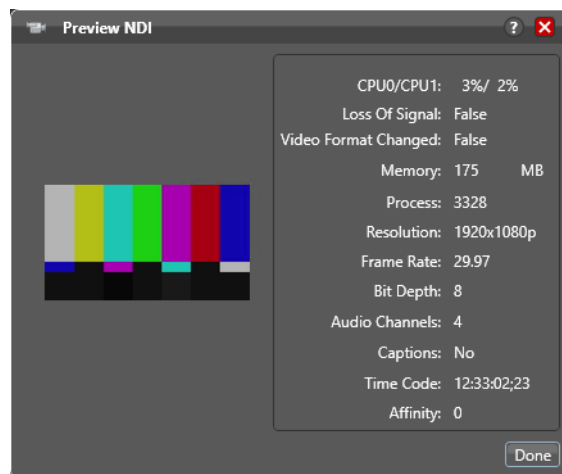 Preview NDI ?
CPU0/CPU1: 3%/ 2%
Loss Of Signal: False
Video Format Changed: False
Memory: 175 MB
Process: 3328
Resolution: 1920x1080p
Frame Rate: 29.97
Bit Depth: 8
Audio Channels: 4
Captions: No
Time Code: 12:33:02;23
Affinity: 0
Done